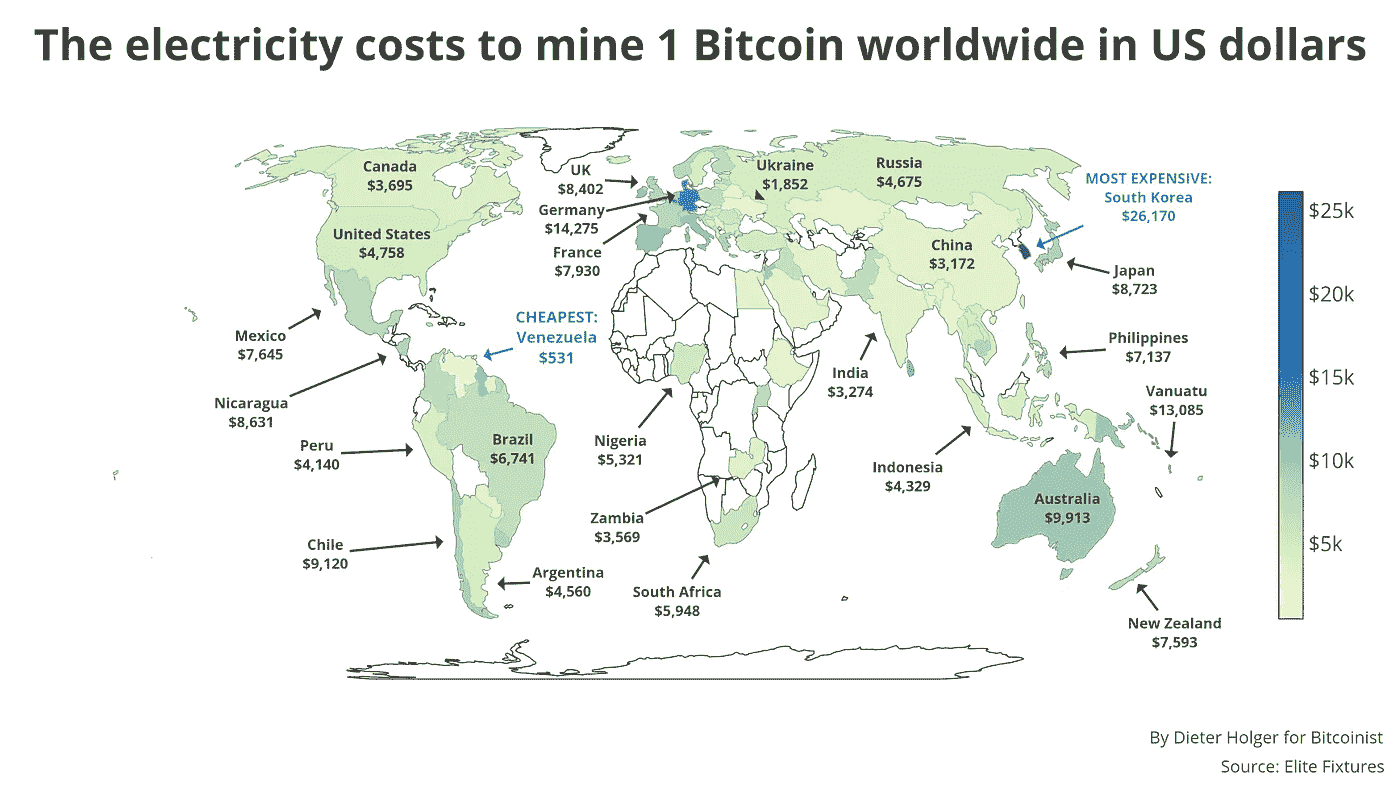 The electricity costs to mine 1 Bitcoin worldwide in US dollars
Canada
$3,695
UK
$8,402
Ukraine
$1,852
Russia
$4,675
MOST EXPENSIVE:
South Korea
$26,170
Germany
$14,275
United States
$4,758
France
$7,930
China
$3,172
Japan
$8,723
Mexico
$7,645
CHEAPEST:
Venezuela
$531
India
$3,274
Philippines
$7,137
Nicaragua
$8,631
Vanuatu
$13,085
Peru
$4,140
Brazil
$6,741
Nigeria
$5,321
Indonesia
$4,329
Zambia
$3,569
Australia
$9,913
Chile
$9,120
Argentina
$4,560
South Africa
$5,948
New Zealand
$7,593
$25k
$20k
$15k
$10k
$5k
By Dieter Holger for Bitcoinist
Source: Elite Fixtures